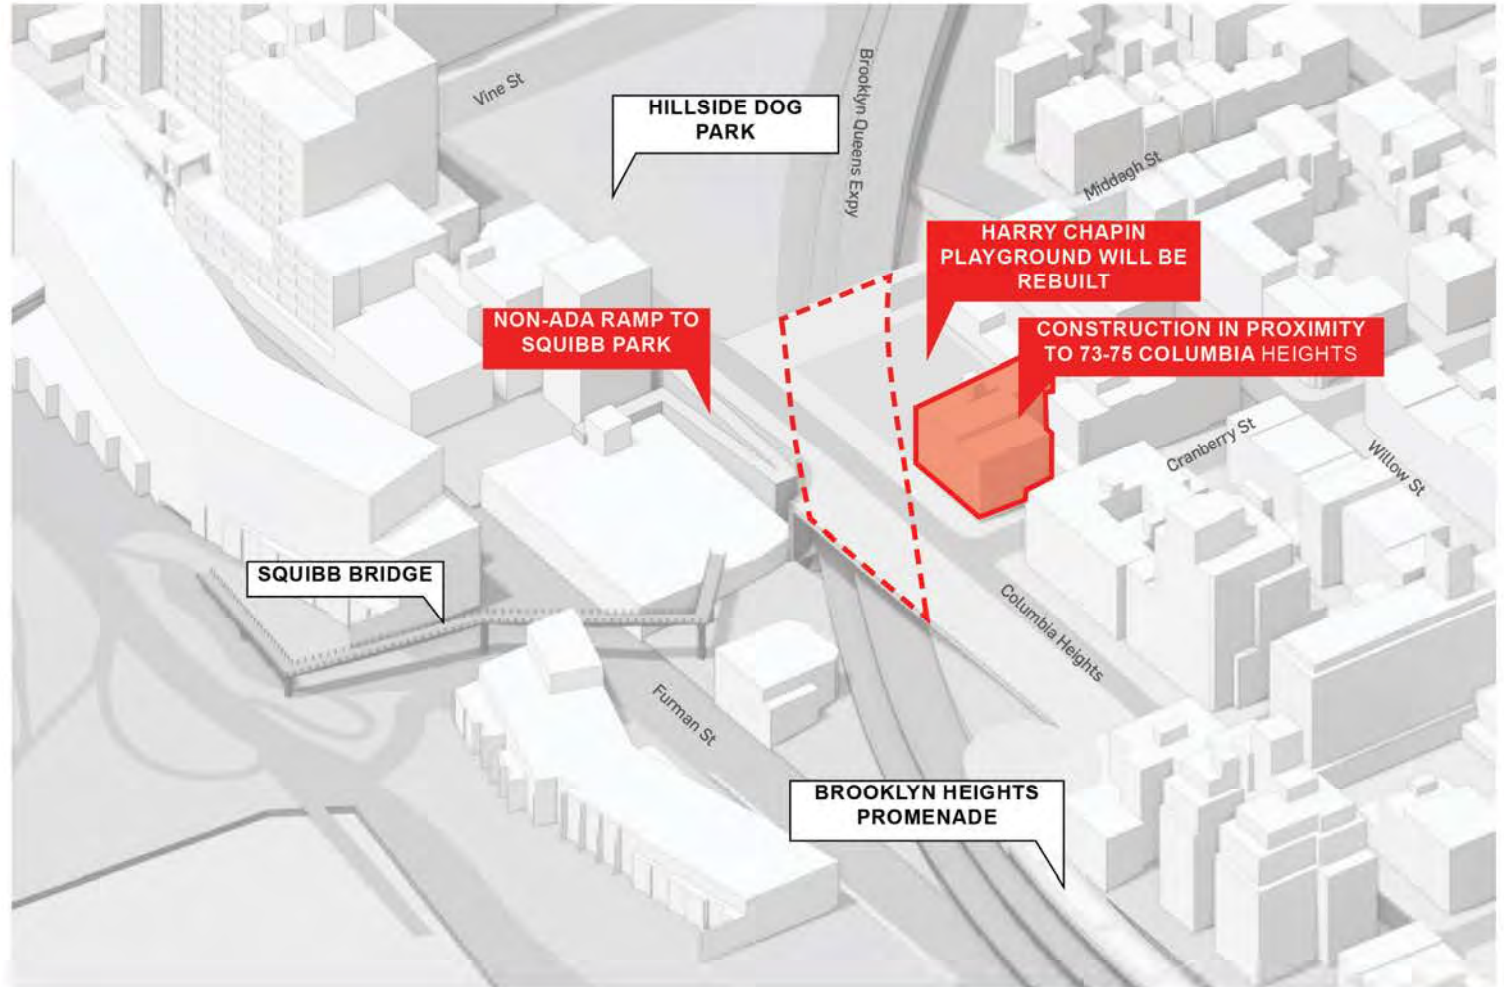 Vine St
HILLSIDE DOG
PARK
Brooklyn Queens Expy
Middagh St
HARRY CHAPIN
PLAYGROUND WILL BE
REBUILT
NON-ADA RAMP TO
SQUIBB PARK
CONSTRUCTION IN PROXIMITY
TO 73-75 COLUMBIA HEIGHTS
Cranberry St
Willow St
SQUIBB BRIDGE
Columbia Heights
Furman St
BROOKLYN HEIGHTS
PROMENADE